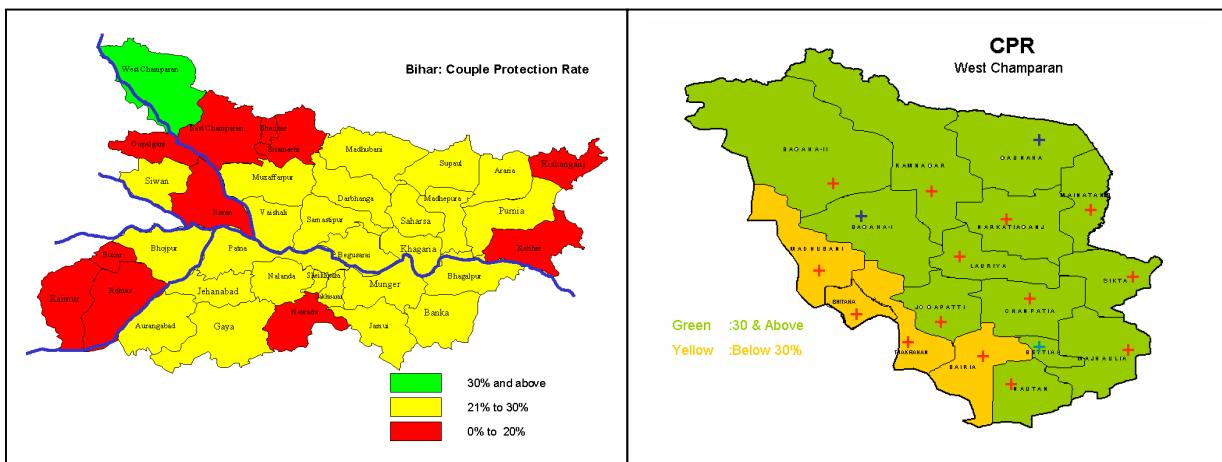 Bihar: Couple Protection Rate
West Champaran
East Champaran
Sheohar
Gopalganj
Sitamarhi
Madhubani
Kishanganj
Supaul
Araria
Siwan
Muzaffarpur
Darbhanga
Madhepura
Purnia
Saran
Vaishali
Samastipur
Saharsa
Katihar
Bhojpur
Patna
Khagaria
Begusarai
Buxar
Nalanda
Bhagalpur
Kaimur
Rohtas
Jehanabad
Munger
Nawada
Banka
Aurangabad
Gaya
Jamui
30% and above
21% to 30%
0% to 20%
CPR
West Champaran
BAGAHA-II
RAMNAGAR
GAUNAHA
MAINATAND
BAGAHA-I
NARKATIAGANJ
MADHUBANI
LAURIYA
SIKTA
BHITAHA
JOGAPATTI
CHANPATIA
Green :30 & Above
Yellow :Below 30%
THAKRAHAN
BETTIAH
MAJHAULIA
BAIRIA
NAUTAN